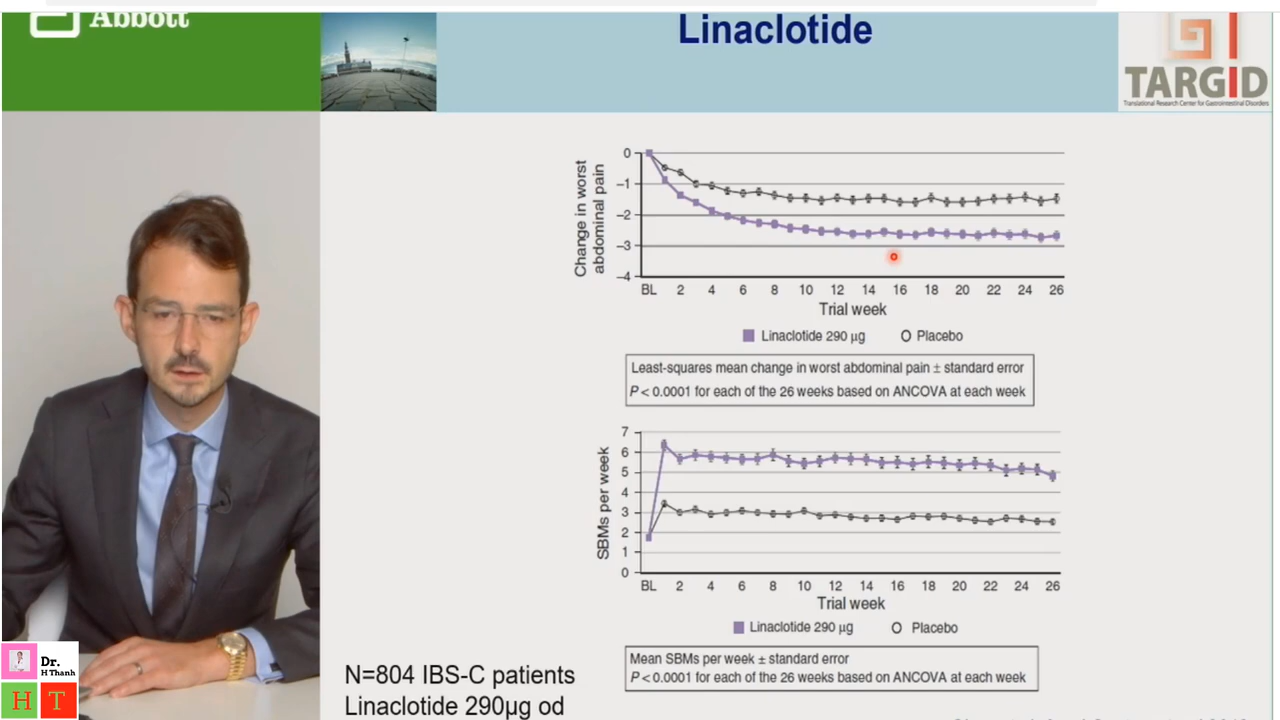 Abbott
Linaclotide
TARGID
Translational Research Center for Gastrointestinal Disorders
Change in worst
abdominal pain
0
–1
–2
–3
–4
BL 2 4 6 8 10 12 14 16 18 20 22 24 26
Trial week
Linaclotide 290 µg Placebo
Least-squares mean change in worst abdominal pain ± standard error
P < 0.0001 for each of the 26 weeks based on ANCOVA at each week
SBMs per week
7
6
5
4
3
2
1
0
BL 2 4 6 8 10 12 14 16 18 20 22 24 26
Trial week
Linaclotide 290 µg Placebo
Mean SBMs per week ± standard error
P < 0.0001 for each of the 26 weeks based on ANCOVA at each week
N=804 IBS-C patients
Linaclotide 290µg od
Dr.
H Thanh
H T